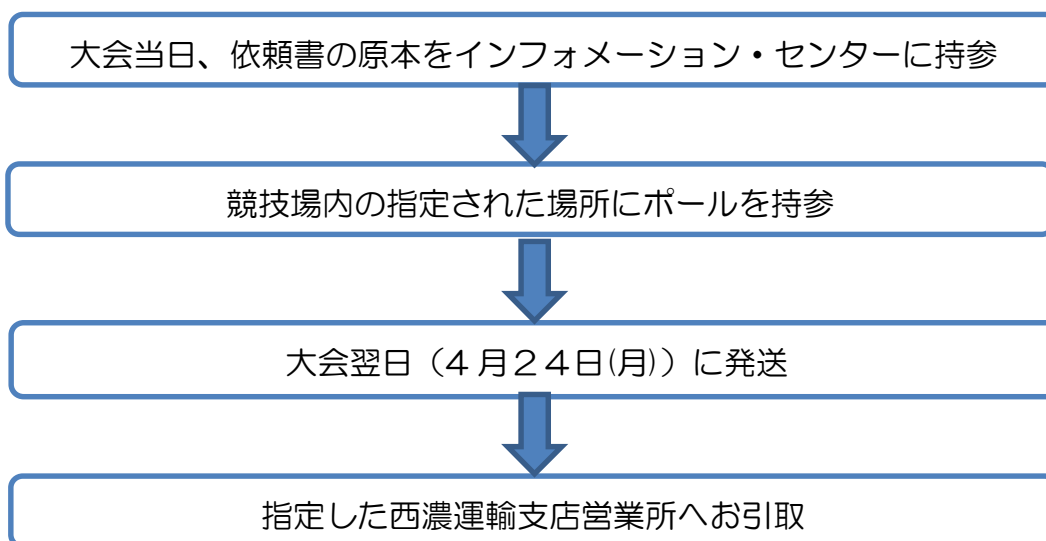 大会当日、依頼書の原本をインフォメーション・センターに持参
競技場内の指定された場所にポールを持参
大会翌日（４月２４日(月)）に発送
指定した西濃運輸支店営業所へお引取